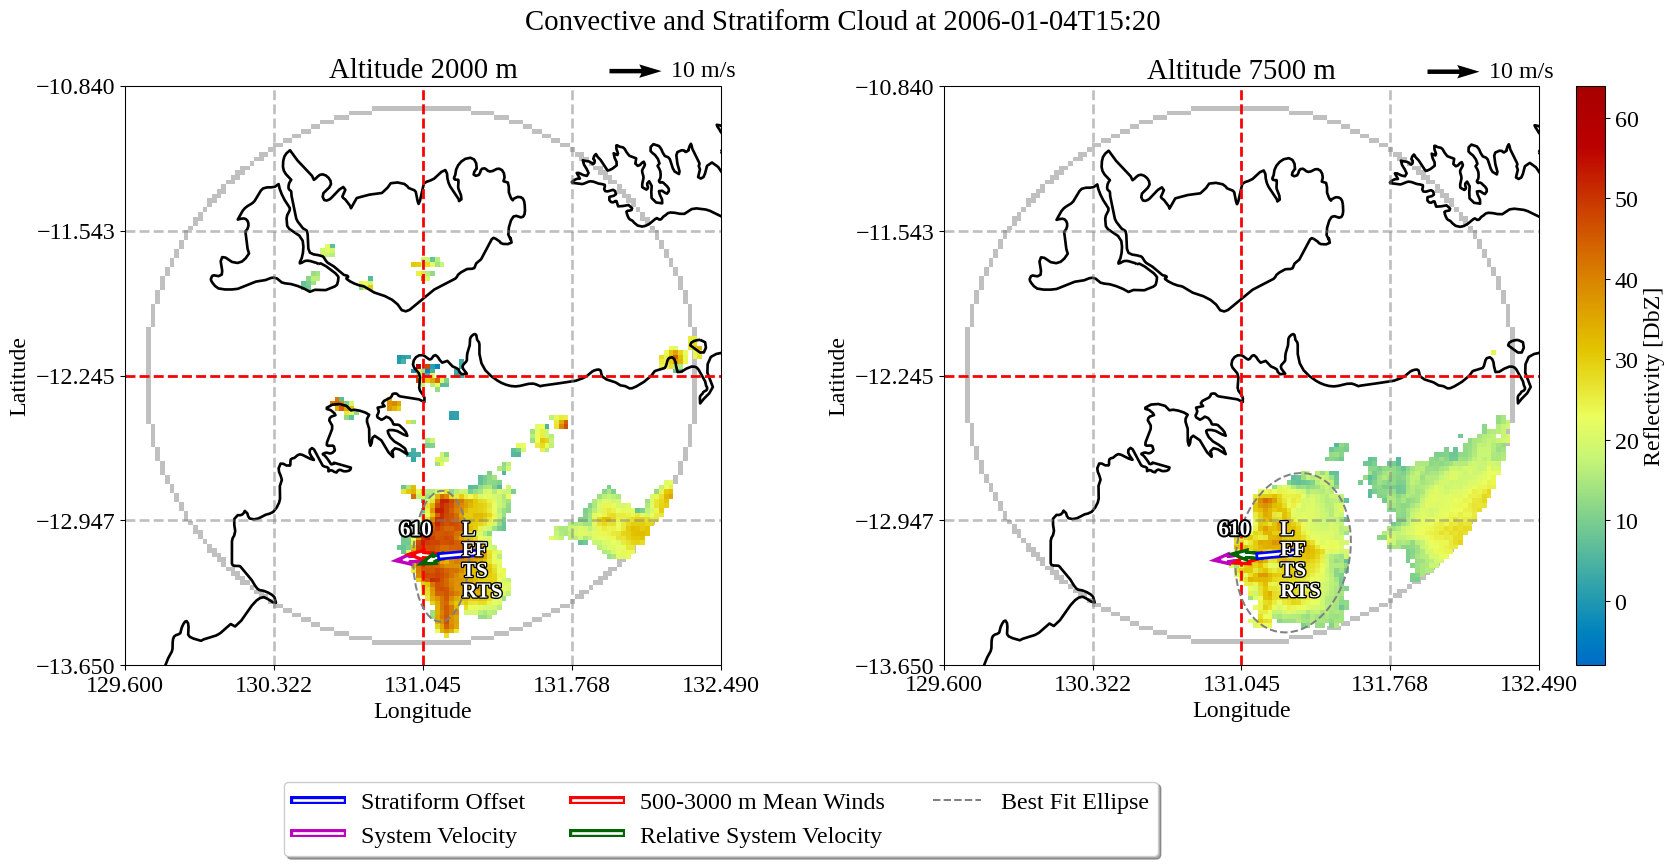 Convective and Stratiform Cloud at 2006-01-04T15:20
Altitude 2000 m
10 m/s
Altitude 7500 m
10 m/s
−10.840
−11.543
−12.245
−12.947
−13.650
Latitude
129.600
130.322
131.045
131.768
132.490
Longitude
610
L
FF
TS
RTS
−10.840
−11.543
−12.245
−12.947
−13.650
Latitude
129.600
130.322
131.045
131.768
132.490
Longitude
610
L
FF
TS
RTS
60
50
40
30
20
10
0
Reflectivity [DbZ]
Stratiform Offset
500-3000 m Mean Winds
Best Fit Ellipse
System Velocity
Relative System Velocity